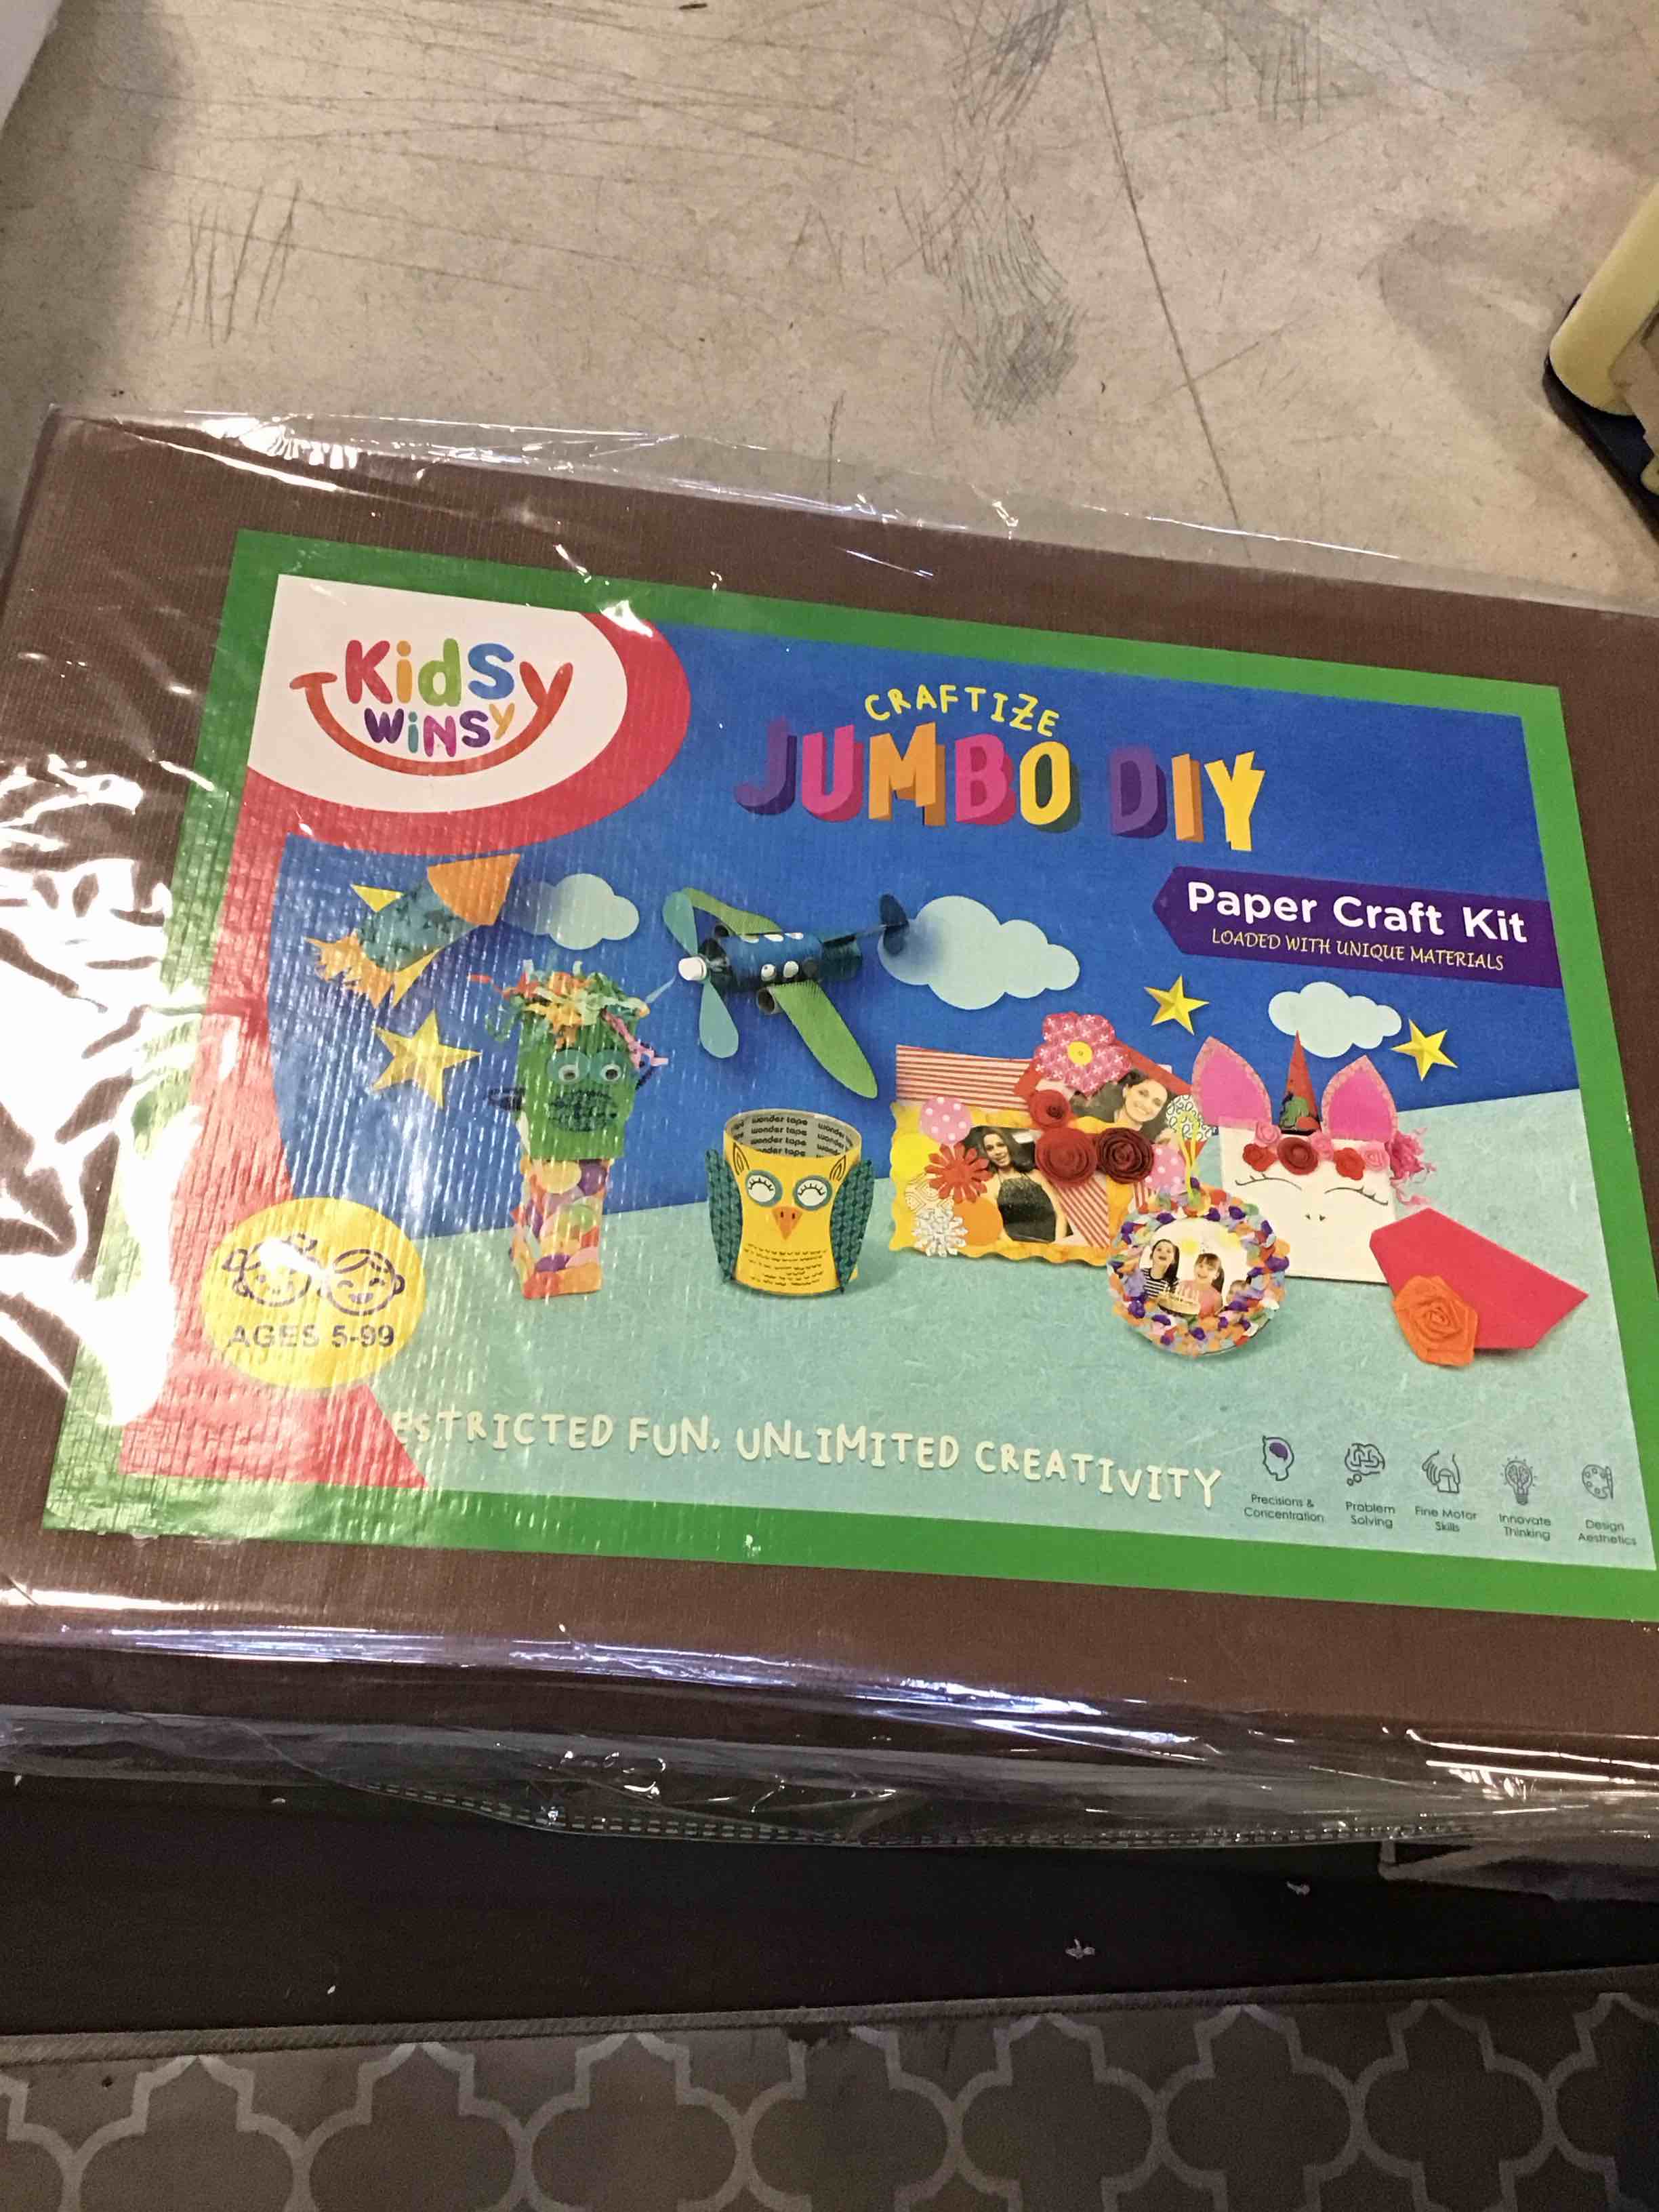 KidSy
WiNSy
CRAFTIZE
JUMBO DIY
Paper Craft Kit
LOADED WITH UNIQUE MATERIALS
wonder tape
wonder tape
wonder tape
AGES 5-99
ESTRICTED FUN, UNLIMITED CREATIVITY
Precisions &
Concentration
Problem
Solving
Fine Motor
Skills
Innovate
Thinking
Design
Aesthetics